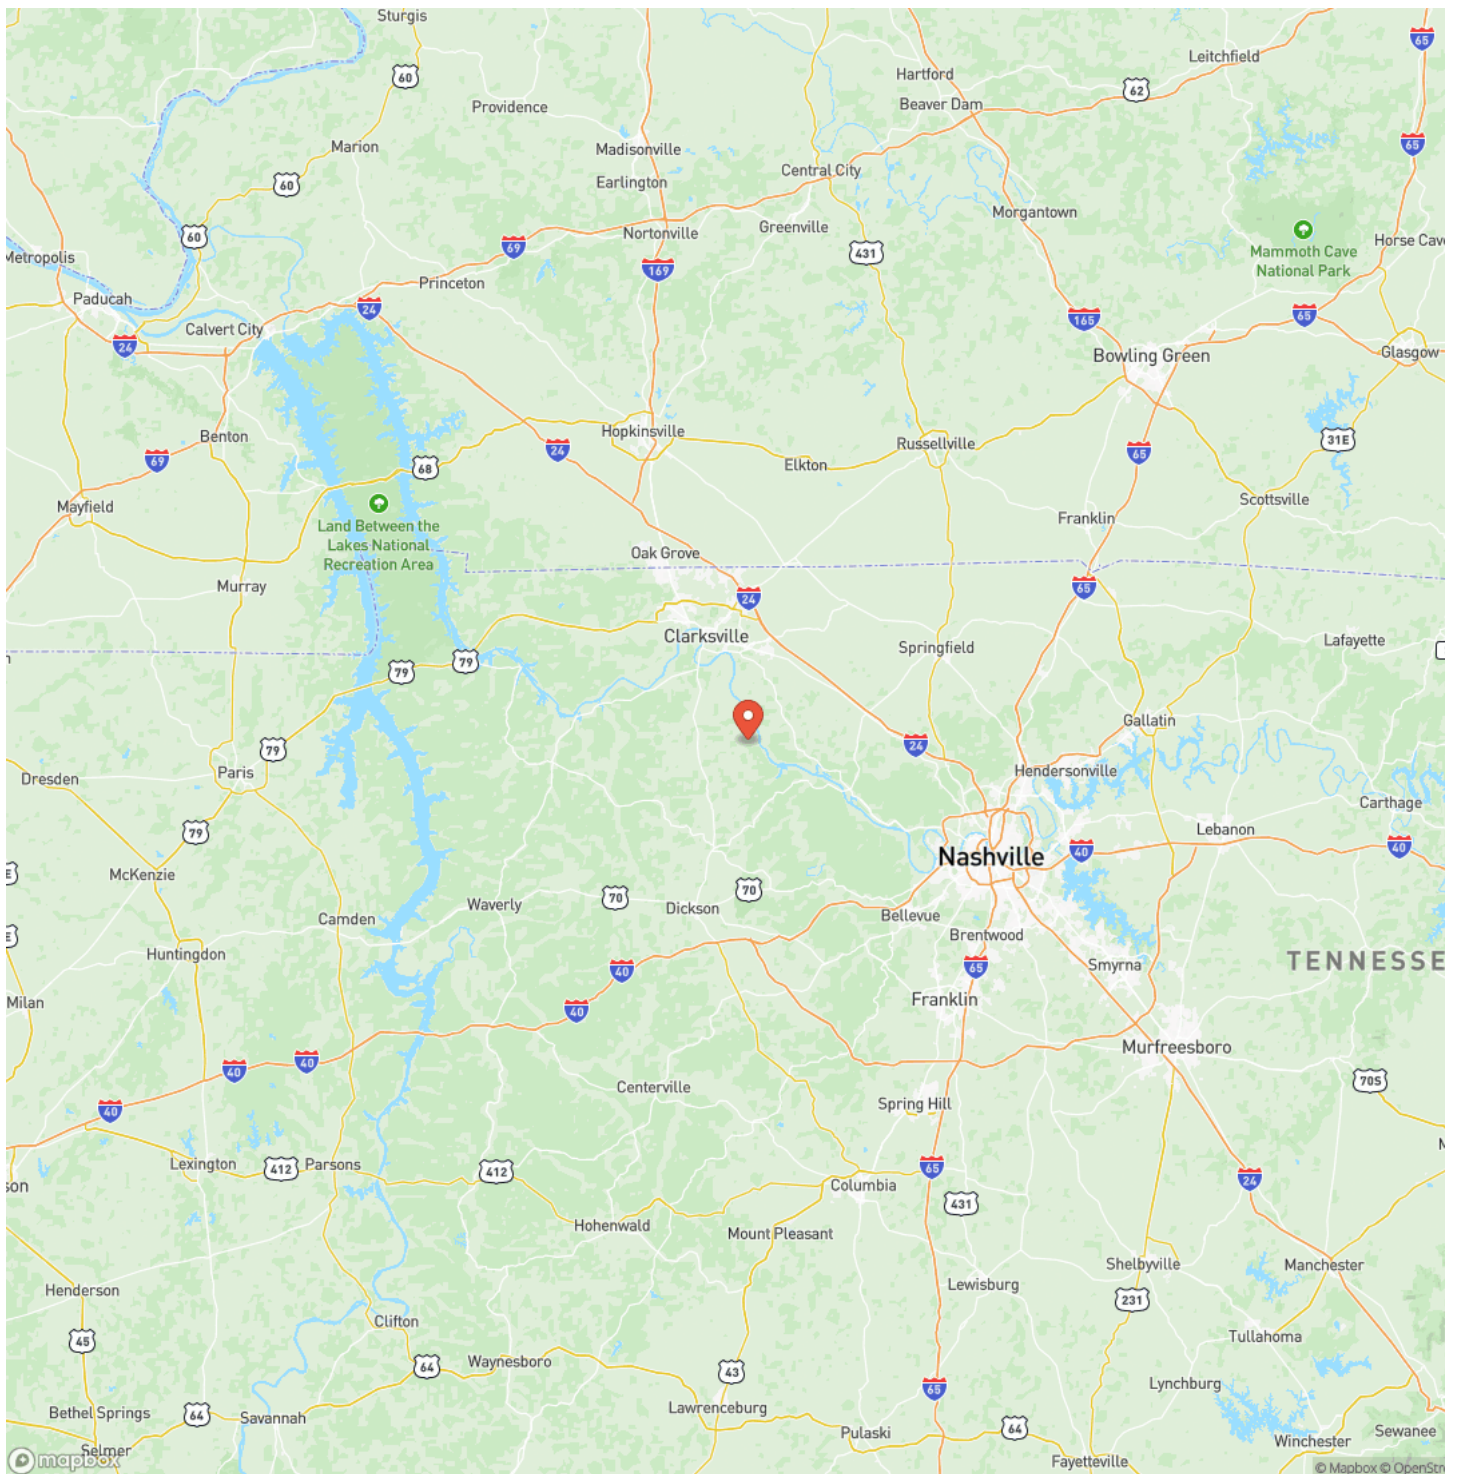 Sturgis
65
60
Leitchfield
Hartford
62
Beaver Dam
Providence
65
Marion
Madisonville
Central City
60
Earlington
Morgantown
60
Nortonville
Greenville
Mammoth Cave
National Park
Horse Cav
69
431
Metropolis
169
Princeton
Paducah
24
165
65
Calvert City
24
Bowling Green
Glasgow
Benton
Hopkinsville
Russellville
31E
69
24
65
68
Elkton
Scottsville
Mayfield
Land Between the
Lakes National
Recreation Area
Franklin
Oak Grove
Murray
24
65
Clarksville
Springfield
Lafayette
79
79
Gallatin
79
24
Paris
Dresden
Hendersonville
Carthage
79
Lebanon
40
40
Nashville
E
McKenzie
70
70
Waverly
Dickson
Camden
Bellevue
E
Brentwood
Huntingdon
40
65
Smyrna
TENNESSE
Milan
40
Franklin
Murfreesboro
40
40
Centerville
70S
Spring Hill
40
Lexington
412
Parsons
412
65
24
son
Columbia
431
Hohenwald
Mount Pleasant
Shelbyville
Manchester
Henderson
Lewisburg
231
Clifton
45
Tullahoma
64
Waynesboro
43
65
Lynchburg
Bethel Springs
64
Savannah
Lawrenceburg
64
Pulaski
Sewanee
Winchester
Selmer
mapbox
Fayetteville
© Mapbox © OpenStre